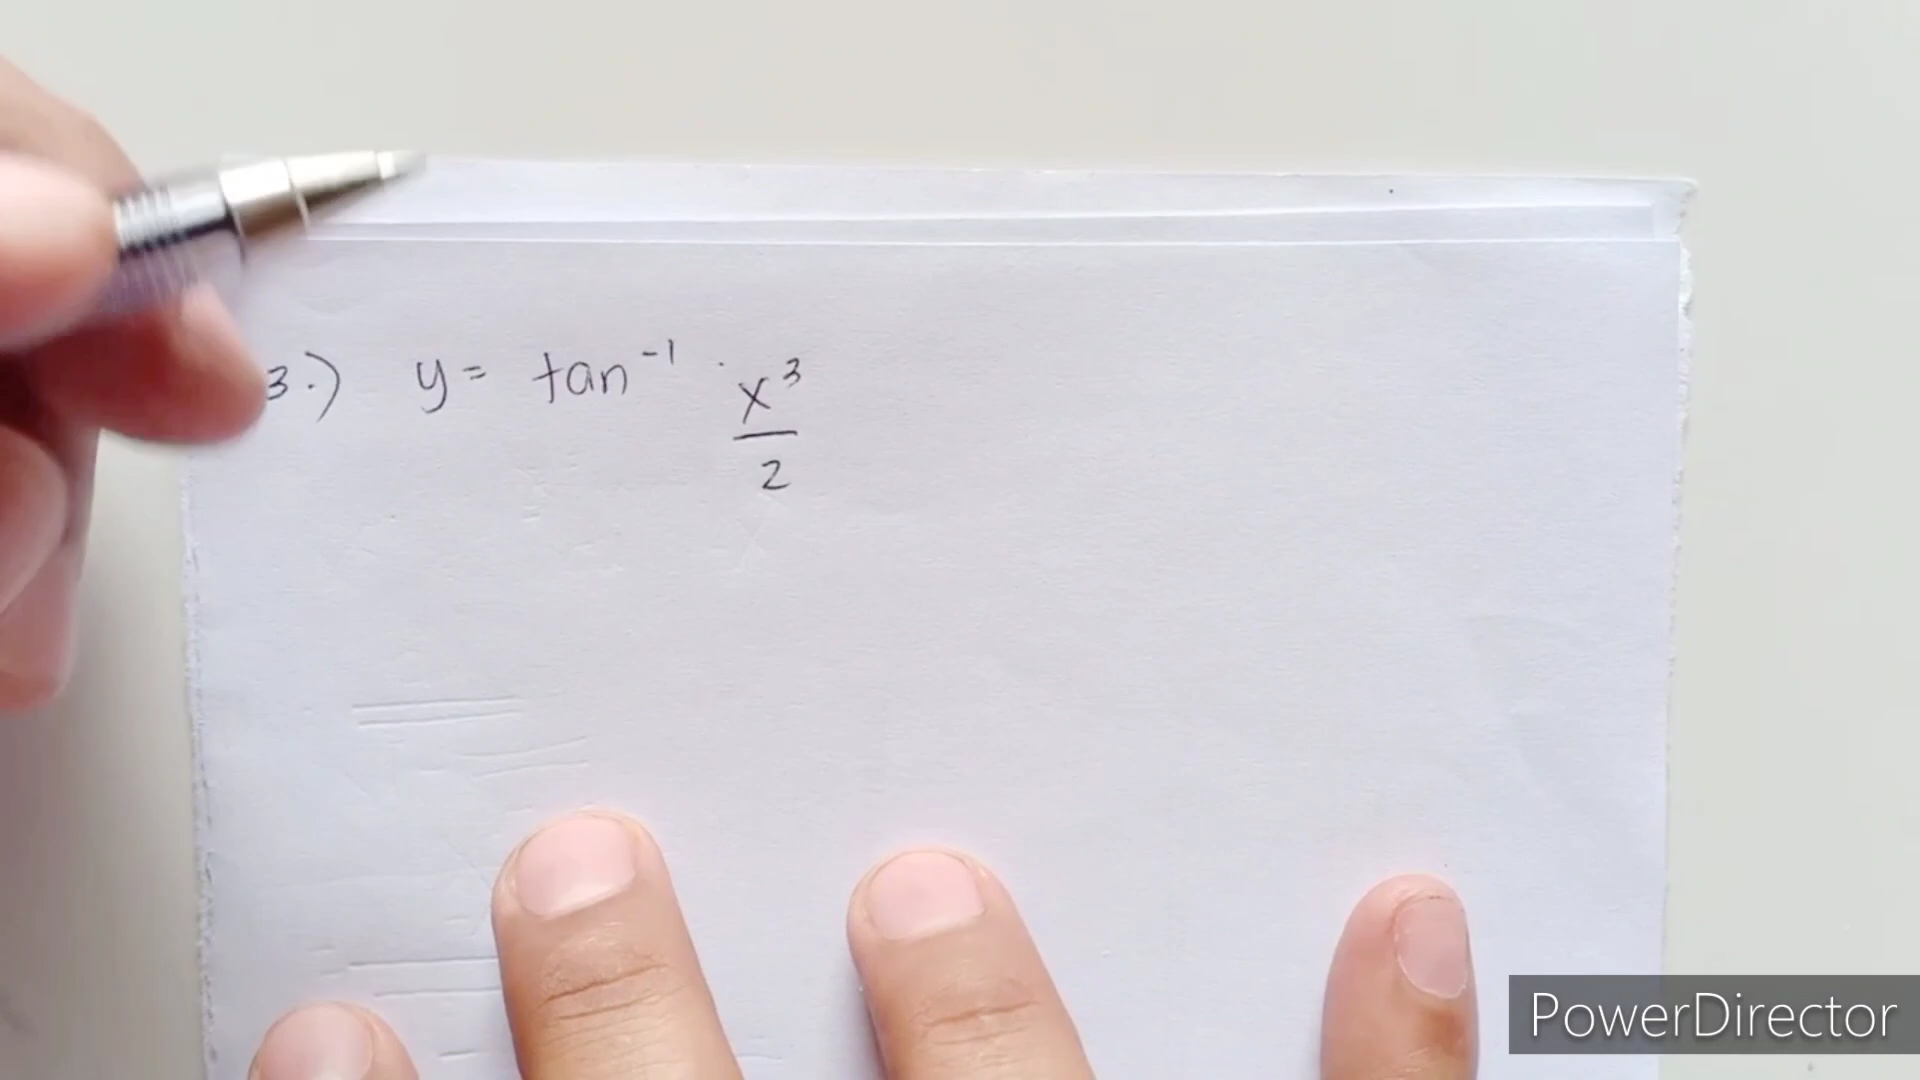 3.) y = tan⁻¹ x³/2
PowerDirector